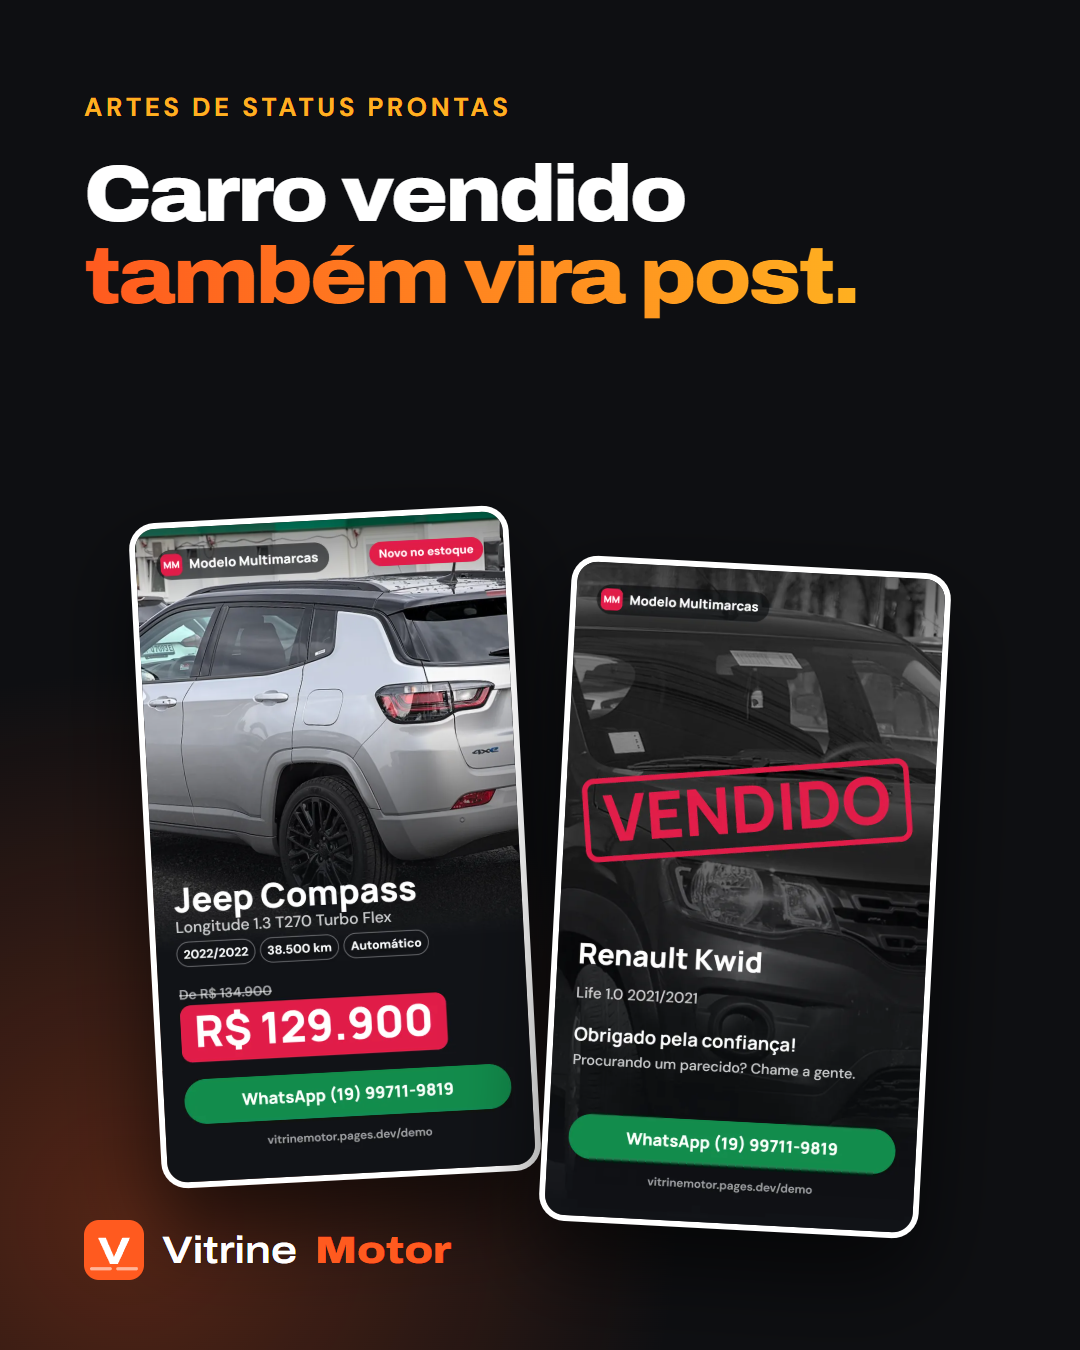 ARTES DE STATUS PRONTAS
Carro vendido
também vira post.
MM Modelo Multimarcas
Novo no estoque
4xe
Jeep Compass
Longitude 1.3 T270 Turbo Flex
2022/2022 38.500 km Automático
De R$ 134.900
R$ 129.900
WhatsApp (19) 99711-9819
vitrinemotor.pages.dev/demo
MM Modelo Multimarcas
VENDIDO
Renault Kwid
Life 1.0 2021/2021
Obrigado pela confiança!
Procurando um parecido? Chame a gente.
WhatsApp (19) 99711-9819
vitrinemotor.pages.dev/demo
V Vitrine Motor